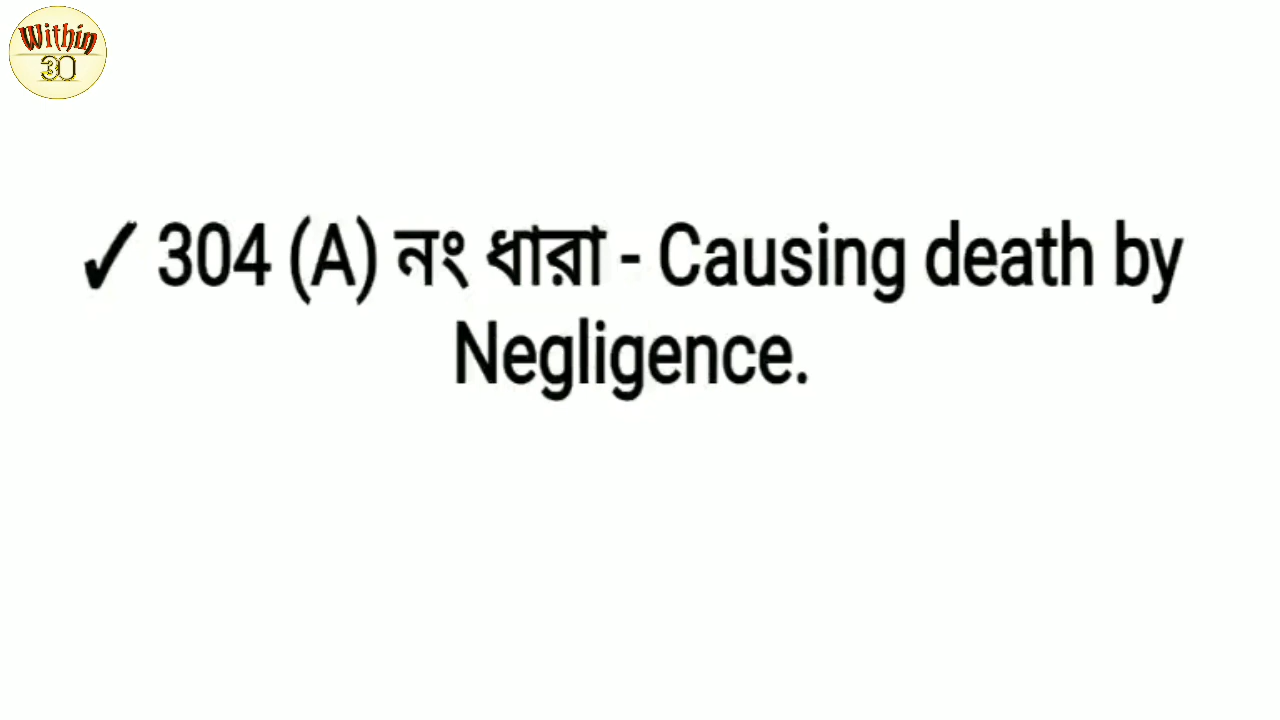 Within
30
✓ 304 (A) নং ধারা - Causing death by
Negligence.